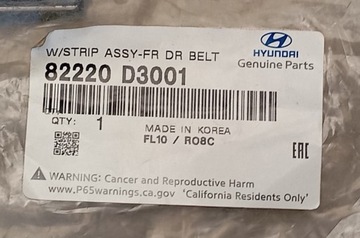 W/STRIP ASSY-FR DR BELT
82220 D3001
HYUNDAI
Genuine Parts
QTY: 1
MADE IN KOREA
FL10 / RO8C
EAC
WARNING: Cancer and Reproductive Harm
www.P65warnings.ca.gov 'California Residents Only'